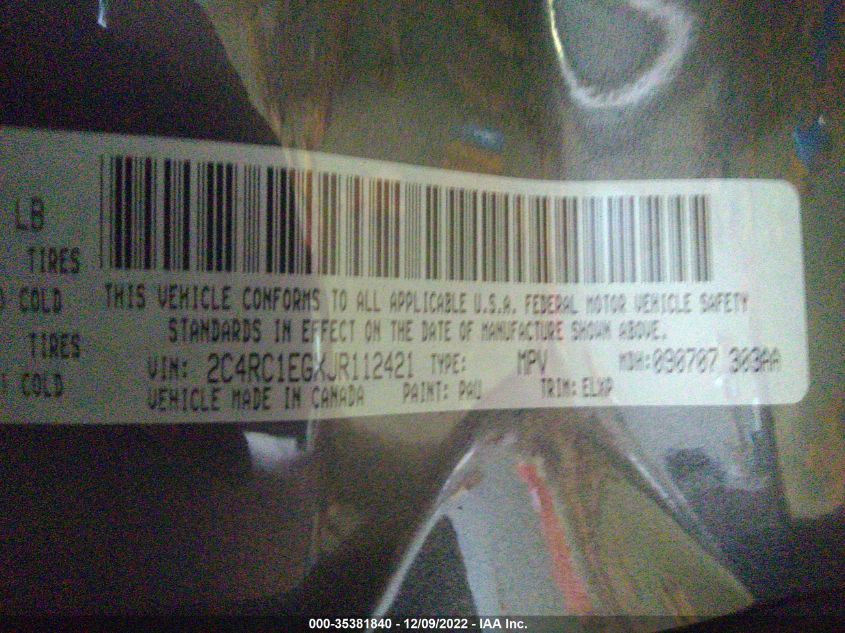 LB
TIRES
COLD
TIRES
COLD
THIS VEHICLE CONFORMS TO ALL APPLICABLE U.S.A. FEDERAL MOTOR VEHICLE SAFETY
STANDARDS IN EFFECT ON THE DATE OF MANUFACTURE SHOWN ABOVE.
VIN: 2C4RC1EGXJR112421 TYPE: MPV MDH:090707 303AA
VEHICLE MADE IN CANADA PAINT: PAU TRIM: ELXP
000-35381840 - 12/09/2022 - IAA Inc.